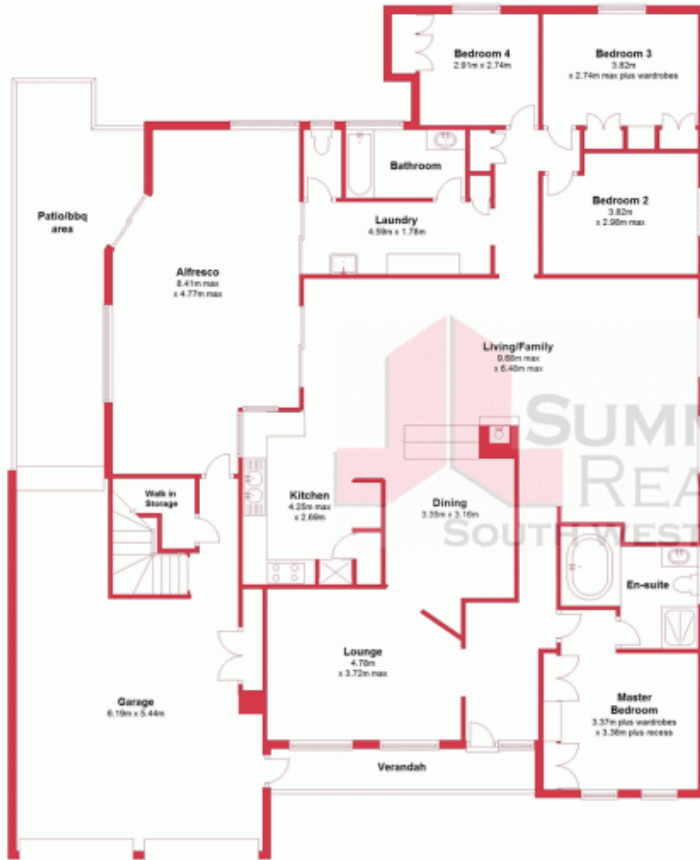 Bedroom 4
2.91m x 2.74m
Bedroom 3
3.82m
x 2.74m max plus wardrobes
Bathroom
Bedroom 2
3.82m
x 2.98m max
Patio/bbq
area
Laundry
4.59m x 1.78m
Alfresco
8.41m max
x 4.77m max
Living/Family
9.68m max
x 6.48m max
SUMM
REA
SOUTH WEST
Walk in
Storage
Kitchen
4.25m max
x 2.69m
Dining
3.35m x 3.16m
En-suite
Lounge
4.78m
x 3.72m max
Garage
6.19m x 5.44m
Master
Bedroom
3.37m plus wardrobes
x 3.36m plus recess
Verandah